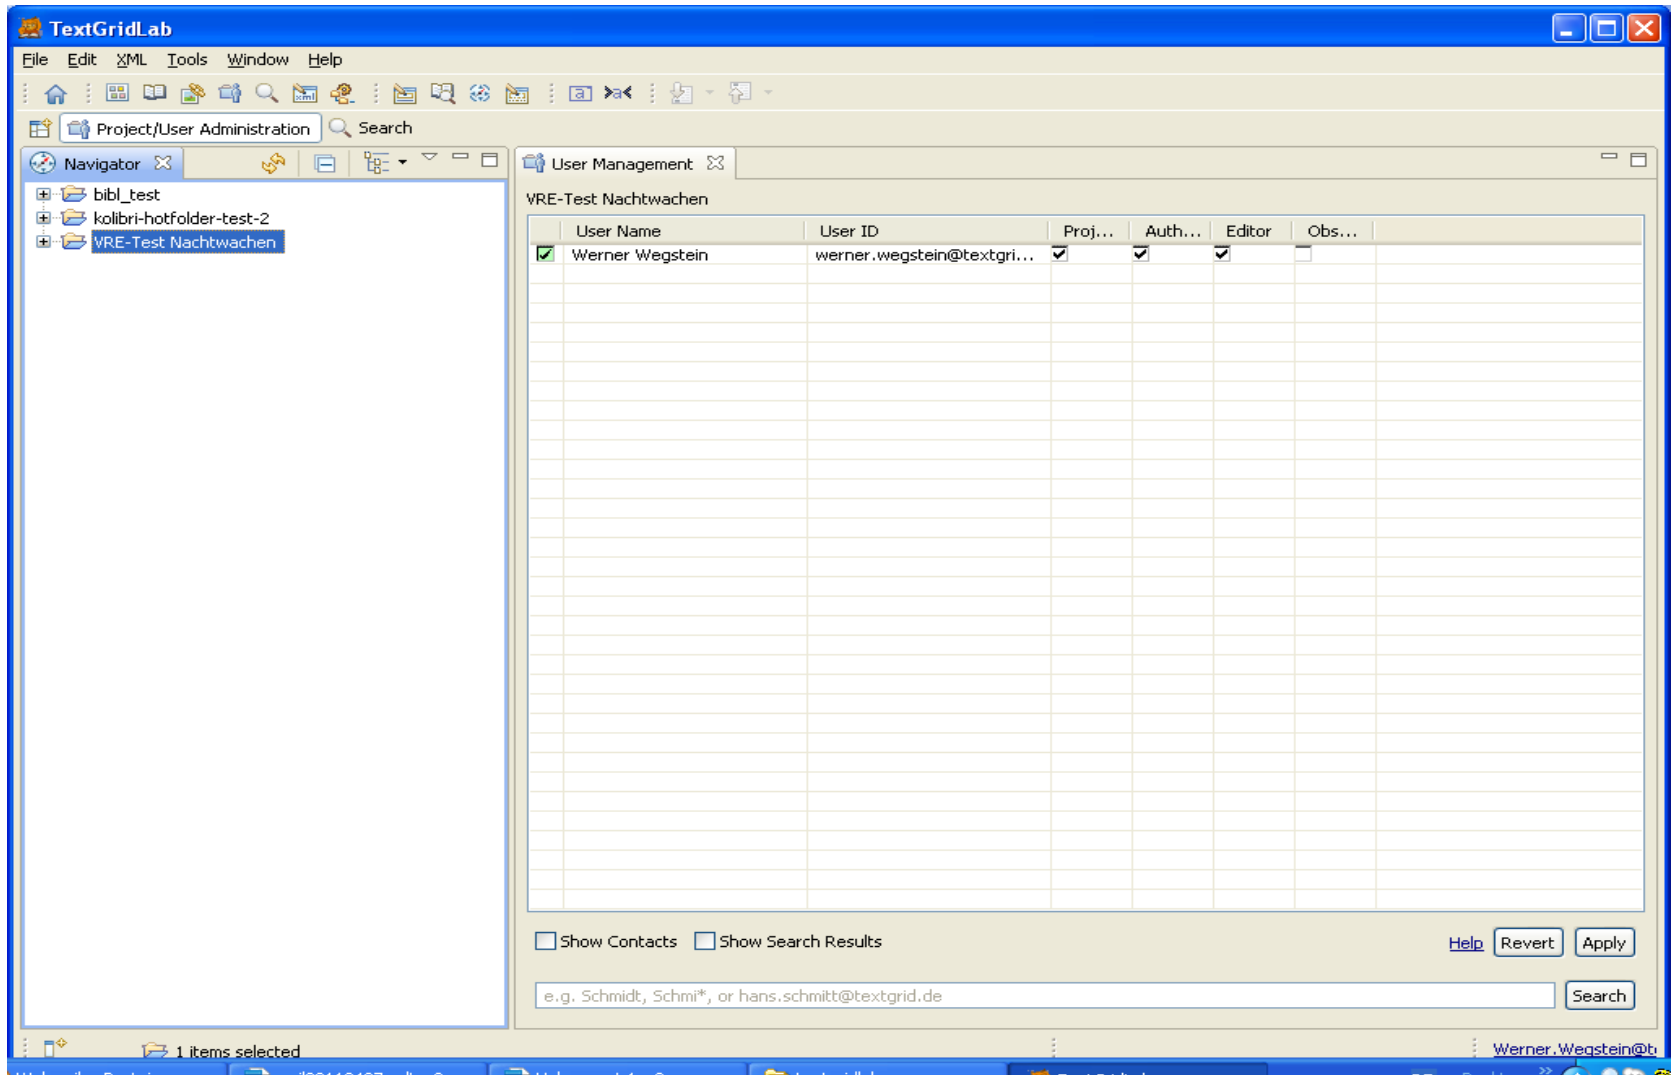 TextGridLab
File Edit XML Tools Window Help
Project/User Administration Search
Navigator
User Management
bibl_test
kolibri-hotfolder-test-2
VRE-Test Nachtwachen
VRE-Test Nachtwachen
User Name User ID Proj... Auth... Editor Obs...
Werner Wegstein werner.wegstein@textgri...
Show Contacts Show Search Results Help Revert Apply
e.g. Schmidt, Schmi*, or hans.schmitt@textgrid.de Search
1 items selected
Werner.Wegstein@t